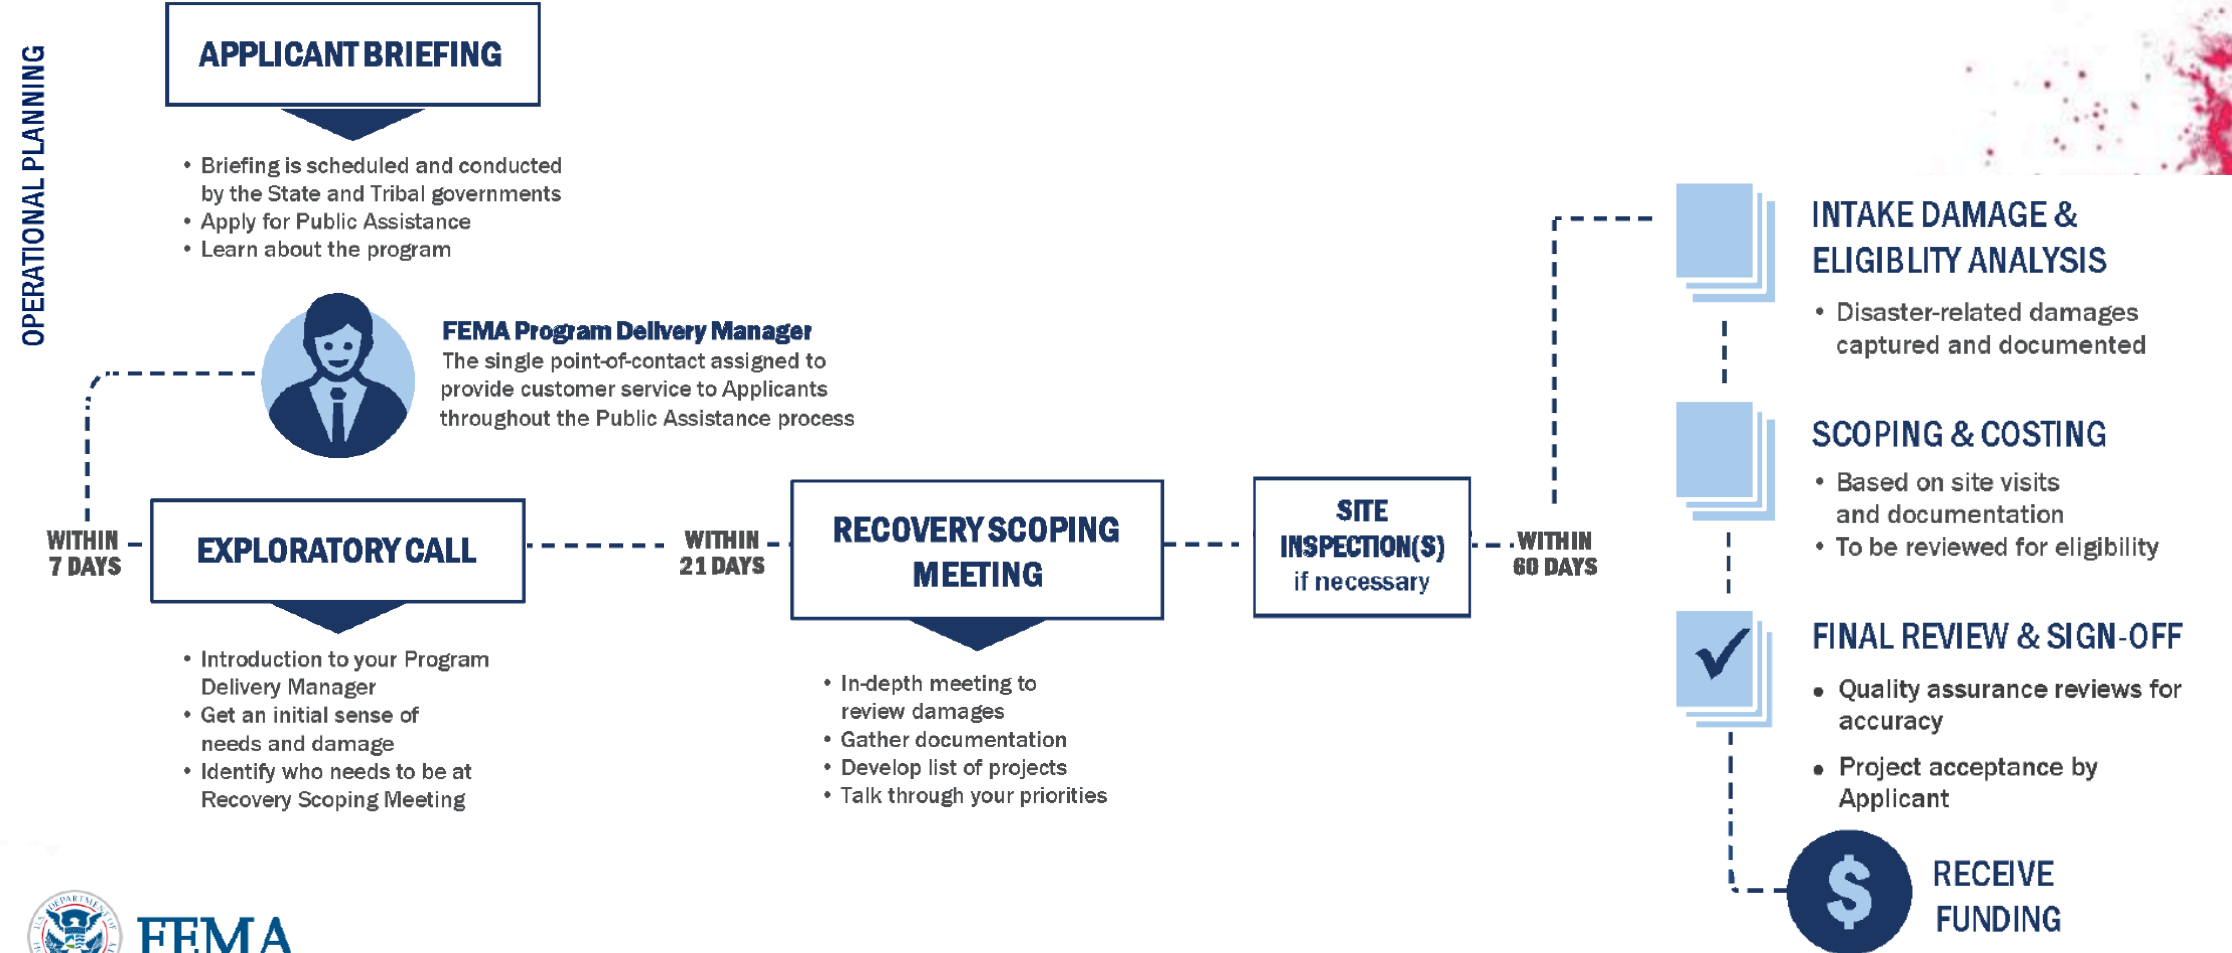 OPERATIONAL PLANNING
APPLICANT BRIEFING
• Briefing is scheduled and conducted
by the State and Tribal governments
• Apply for Public Assistance
• Learn about the program
FEMA Program Delivery Manager
The single point-of-contact assigned to
provide customer service to Applicants
throughout the Public Assistance process
WITHIN
7 DAYS
EXPLORATORY CALL
• Introduction to your Program
Delivery Manager
• Get an initial sense of
needs and damage
• Identify who needs to be at
Recovery Scoping Meeting
WITHIN
21 DAYS
RECOVERY SCOPING
MEETING
• In-depth meeting to
review damages
• Gather documentation
• Develop list of projects
• Talk through your priorities
SITE
INSPECTION(S)
if necessary
WITHIN
60 DAYS
INTAKE DAMAGE &
ELIGIBLITY ANALYSIS
• Disaster-related damages
captured and documented
SCOPING & COSTING
• Based on site visits
and documentation
• To be reviewed for eligibility
FINAL REVIEW & SIGN-OFF
• Quality assurance reviews for
accuracy
• Project acceptance by
Applicant
$
RECEIVE
FUNDING
FEMA